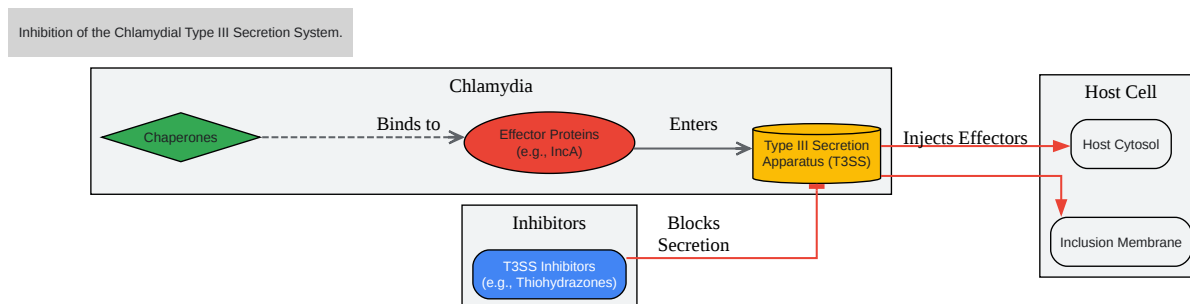 Inhibition of the Chlamydial Type III Secretion System.
Chlamydia
Chaperones
Binds to
Effector Proteins
(e.g., IncA)
Enters
Type III Secretion
Apparatus (T3SS)
Injects Effectors
Host Cell
Host Cytosol
Inclusion Membrane
Inhibitors
T3SS Inhibitors
(e.g., Thiohydrazones)
Blocks
Secretion